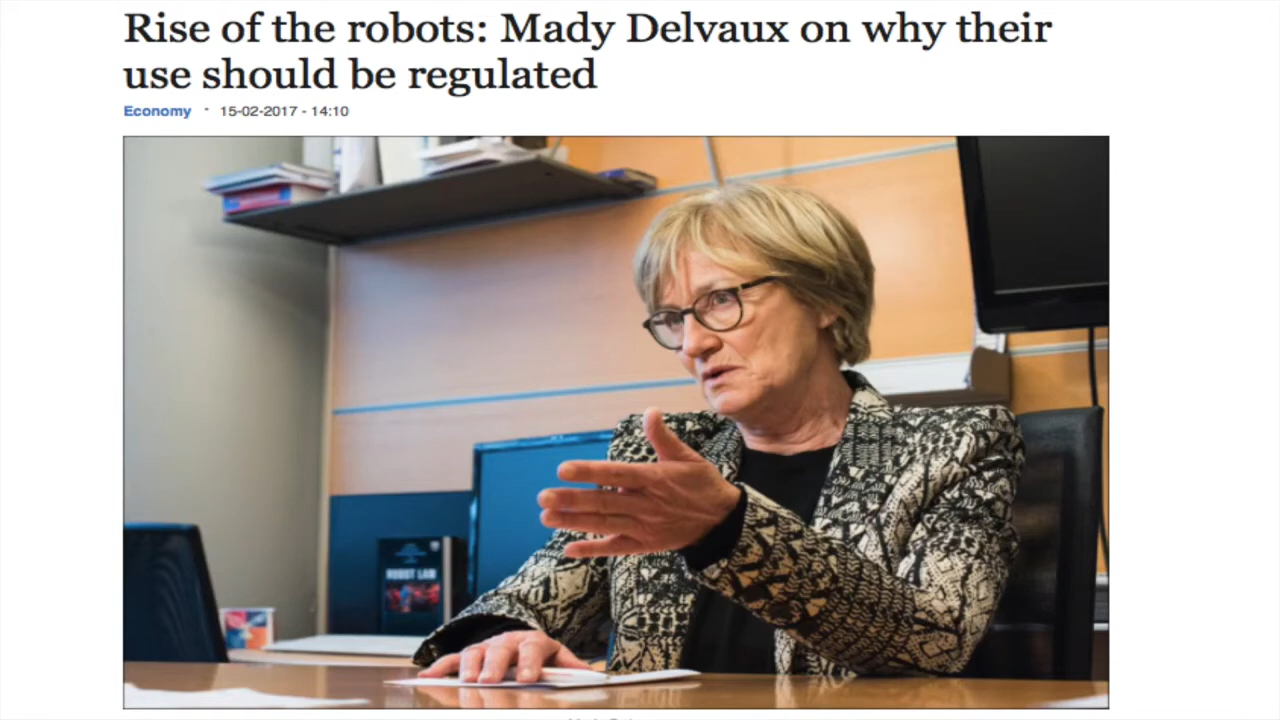 Rise of the robots: Mady Delvaux on why their
use should be regulated
Economy - 15-02-2017 - 14:10
ROBOT LAW